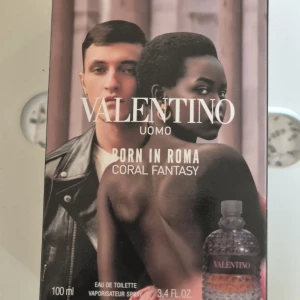 VALENTINO
UOMO
BORN IN ROMA
CORAL FANTASY
VALENTINO
100 ml
EAU DE TOILETTE
VAPORISATEUR SPRAY
3.4 FL.OZ